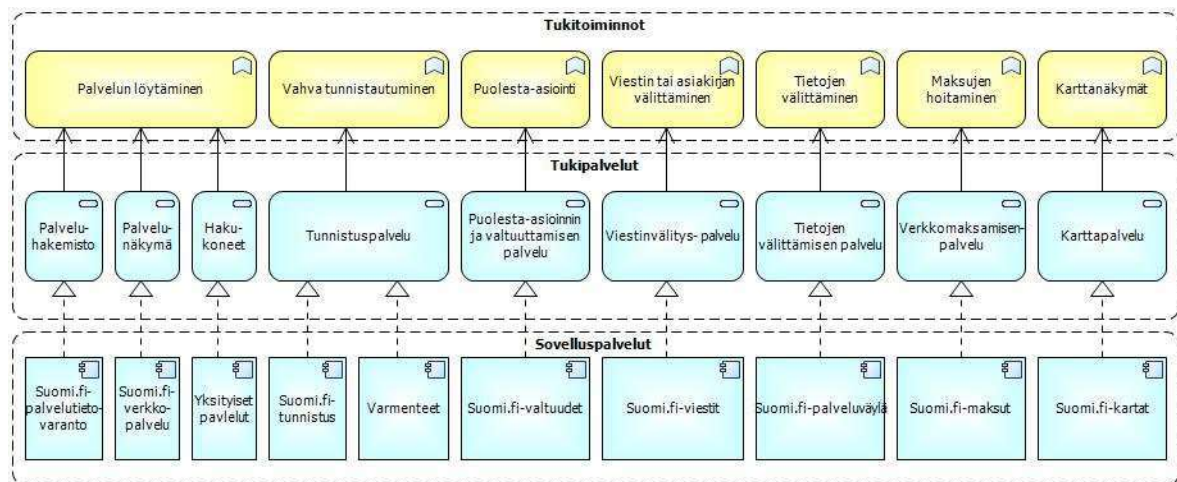 Tukitoiminnot
Palvelun löytäminen
Vahva tunnistautuminen
Puolesta-asiointi
Viestin tai asiakirjan
välittäminen
Tietojen
välittäminen
Maksujen
hoitaminen
Karttanäkymät
Tukipalvelut
Palvelu-
hakemisto
Palvelu-
näkymä
Haku-
koneet
Tunnistuspalvelu
Puolesta-asioinnin
ja valtuuttamisen
palvelu
Viestinvälitys- palvelu
Tietojen
välittämisen palvelu
Verkkomaksamisen-
palvelu
Karttapalvelu
Sovelluspalvelut
Suomi.fi-
palvelutieto-
varanto
Suomi.fi-
verkko-
palvelu
Yksityiset
pavlelut
Suomi.fi-
tunnistus
Varmenteet
Suomi.fi-valtuudet
Suomi.fi-viestit
Suomi.fi-palveluväylä
Suomi.fi-maksut
Suomi.fi-kartat